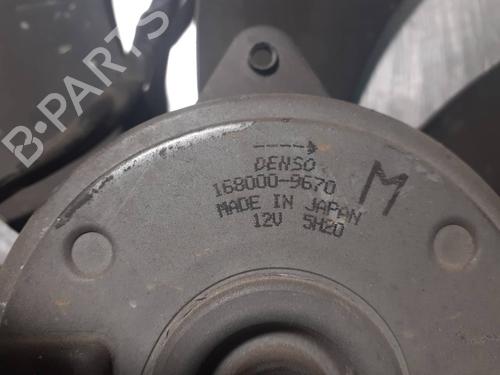 B-PARTS
DENSO
168000-9670
MADE IN JAPAN
12V 5H20
M